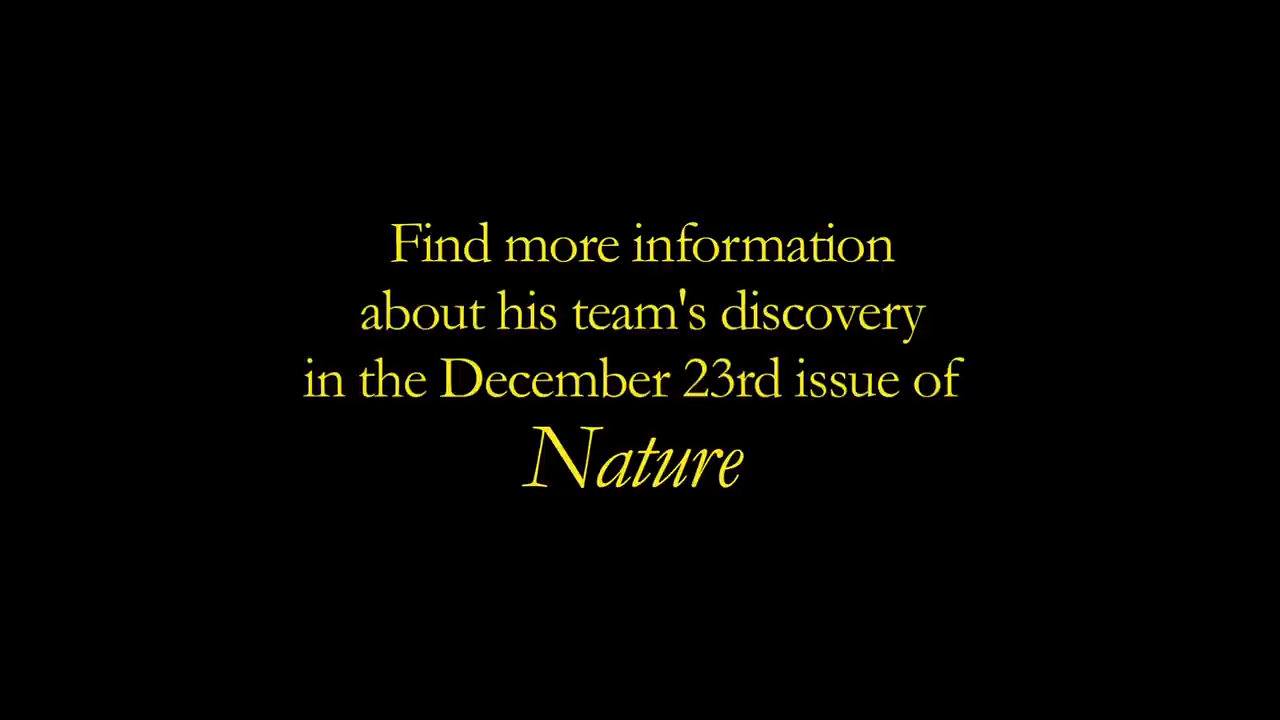 Find more information
about his team's discovery
in the December 23rd issue of
Nature